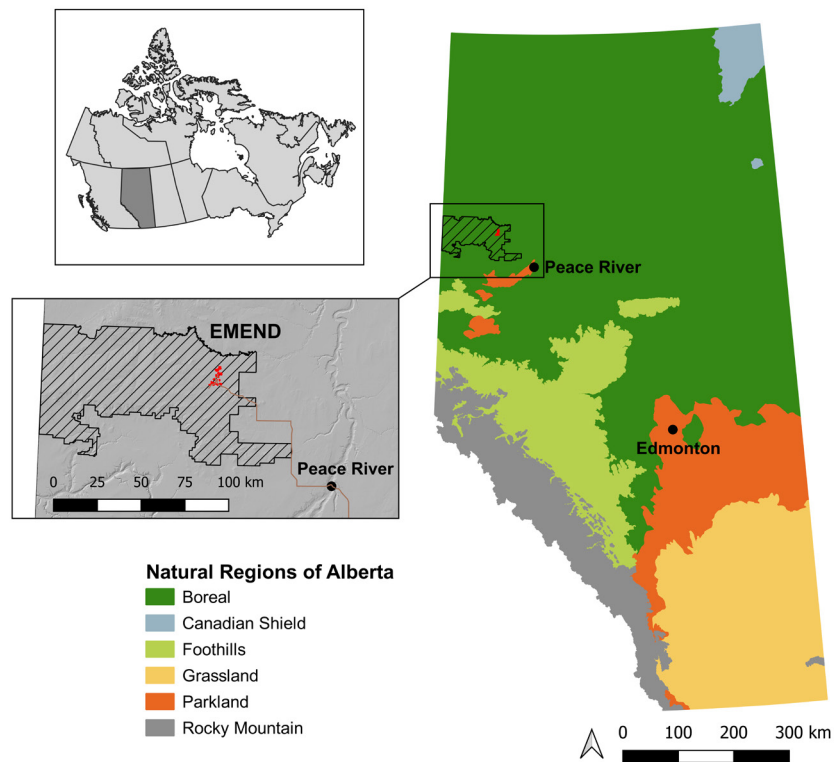 Peace River
EMEND
Peace River
0 25 50 75 100 km
Edmonton
Natural Regions of Alberta
Boreal
Canadian Shield
Foothills
Grassland
Parkland
Rocky Mountain
0 100 200 300 km